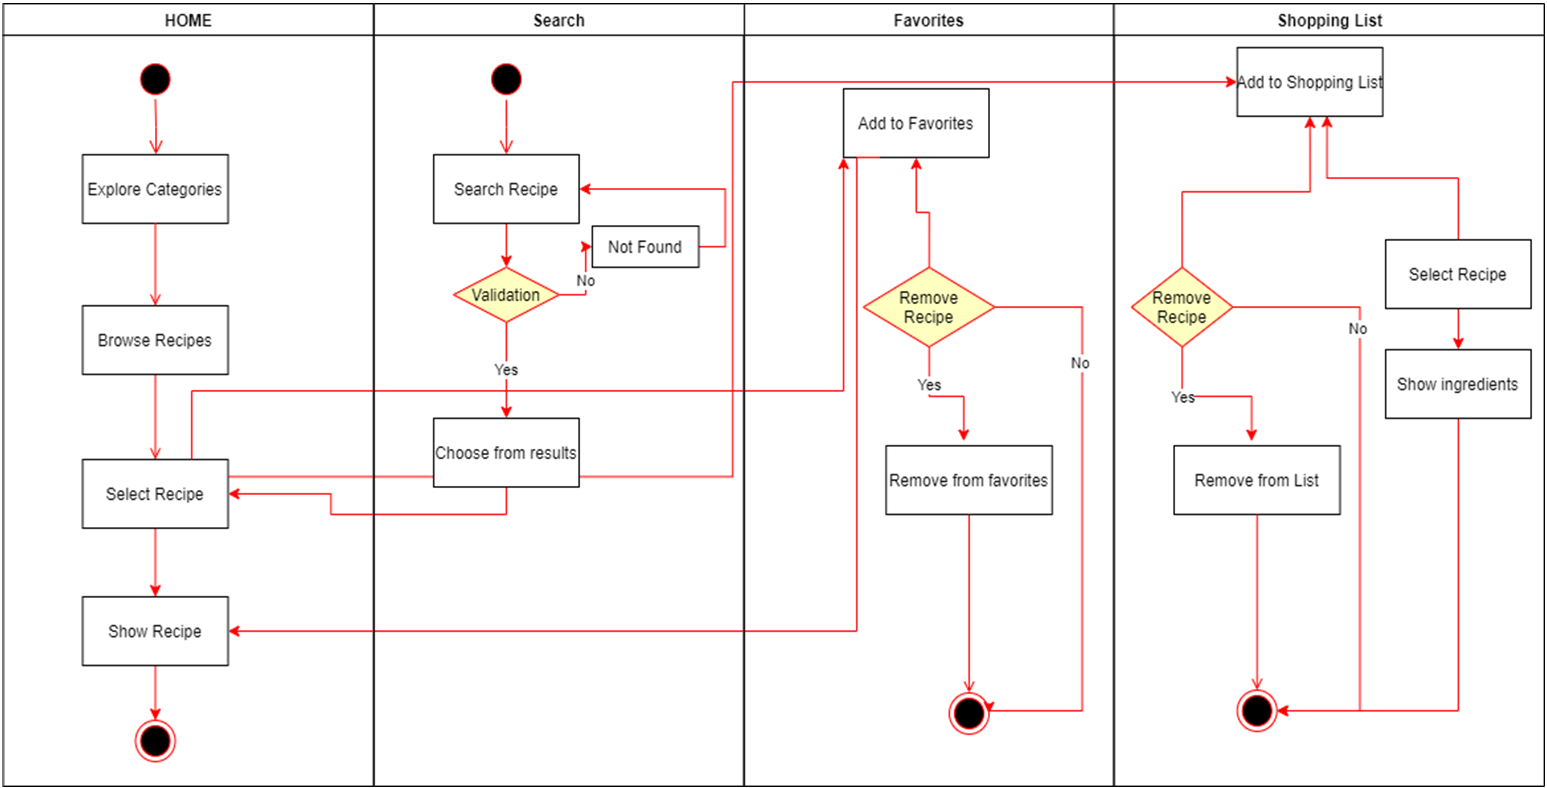 HOME
Search
Favorites
Shopping List
Explore Categories
Browse Recipes
Select Recipe
Show Recipe
Search Recipe
Not Found
No
Validation
Yes
Choose from results
Add to Favorites
Remove
Recipe
No
Yes
Remove from favorites
Add to Shopping List
Remove
Recipe
No
Yes
Remove from List
Select Recipe
Show ingredients